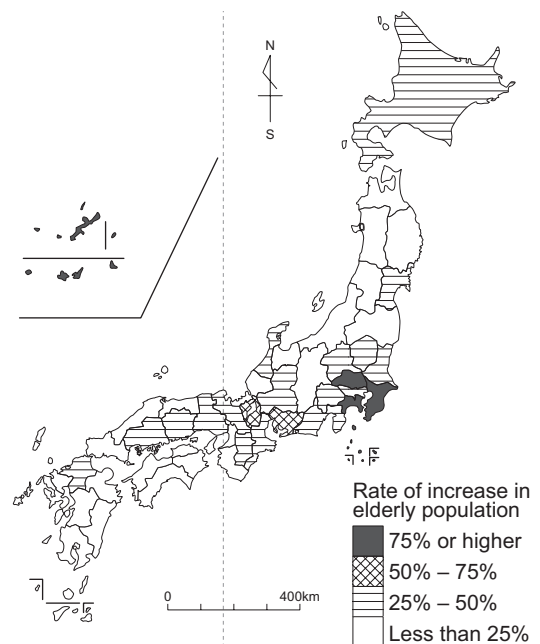 N
S
0
400km
Rate of increase in
elderly population
75% or higher
50% – 75%
25% – 50%
Less than 25%